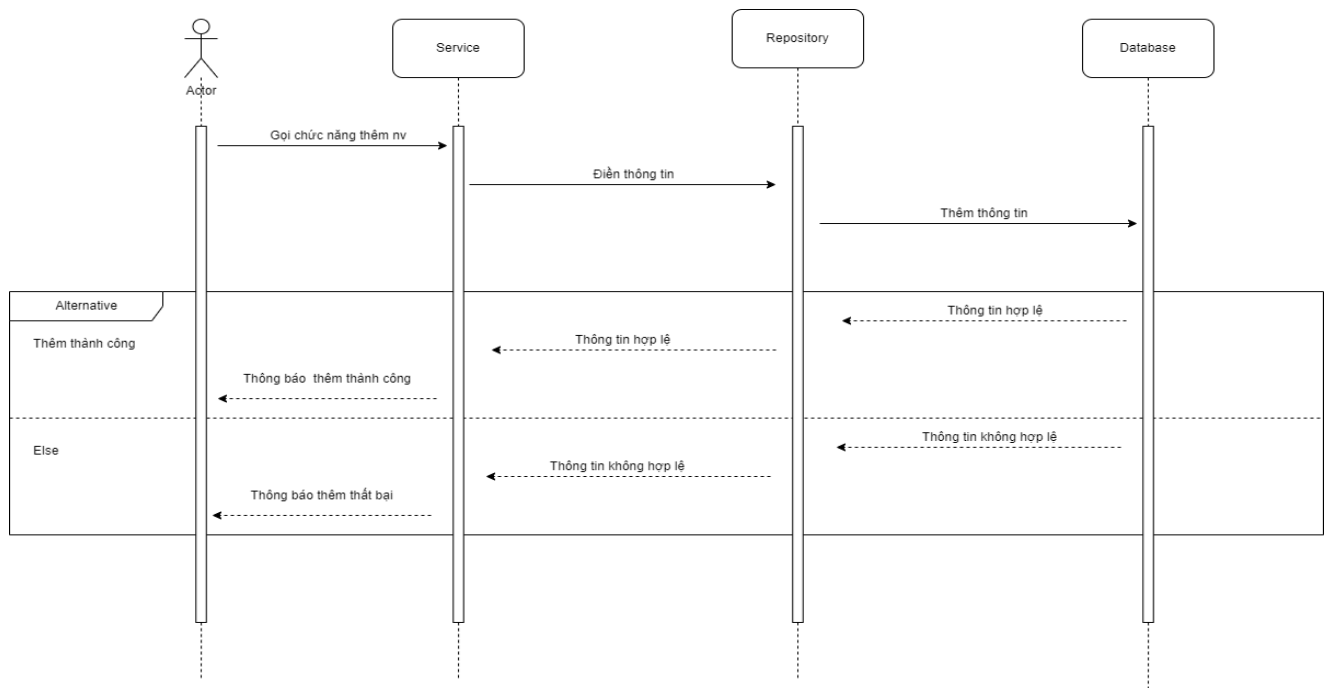 Actor
Service
Repository
Database
Gọi chức năng thêm nv
Điền thông tin
Thêm thông tin
Alternative
Thông tin hợp lệ
Thêm thành công
Thông tin hợp lệ
Thông báo thêm thành công
Else
Thông tin không hợp lệ
Thông tin không hợp lệ
Thông báo thêm thất bại